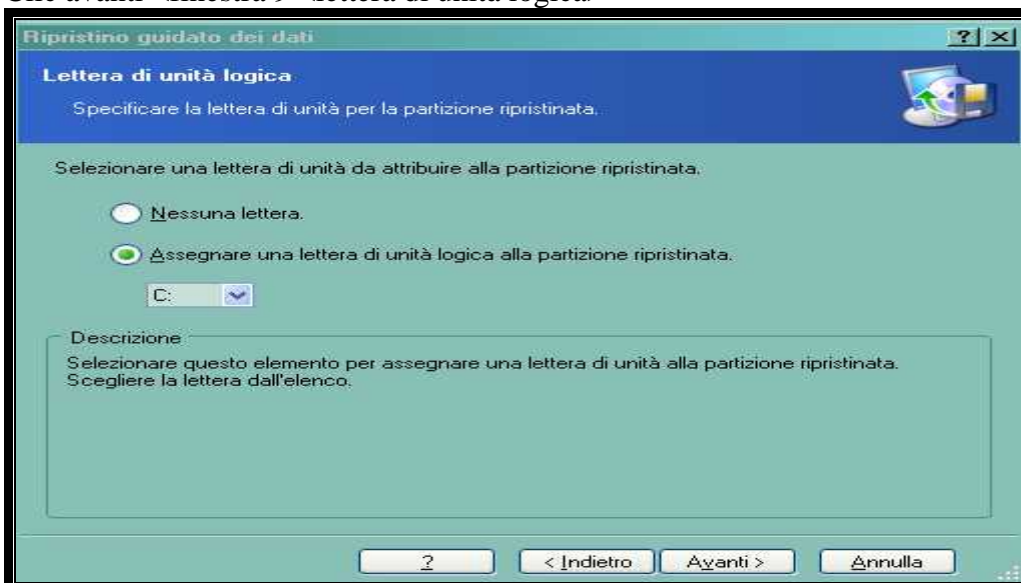 Ripristino guidato dei dati
Lettera di unità logica
Specificare la lettera di unità per la partizione ripristinata.
Selezionare una lettera di unità da attribuire alla partizione ripristinata.
Nessuna lettera.
Assegnare una lettera di unità logica alla partizione ripristinata.
C:
Descrizione
Selezionare questo elemento per assegnare una lettera di unità alla partizione ripristinata.
Scegliere la lettera dall'elenco.
? < Indietro Avanti > Annulla